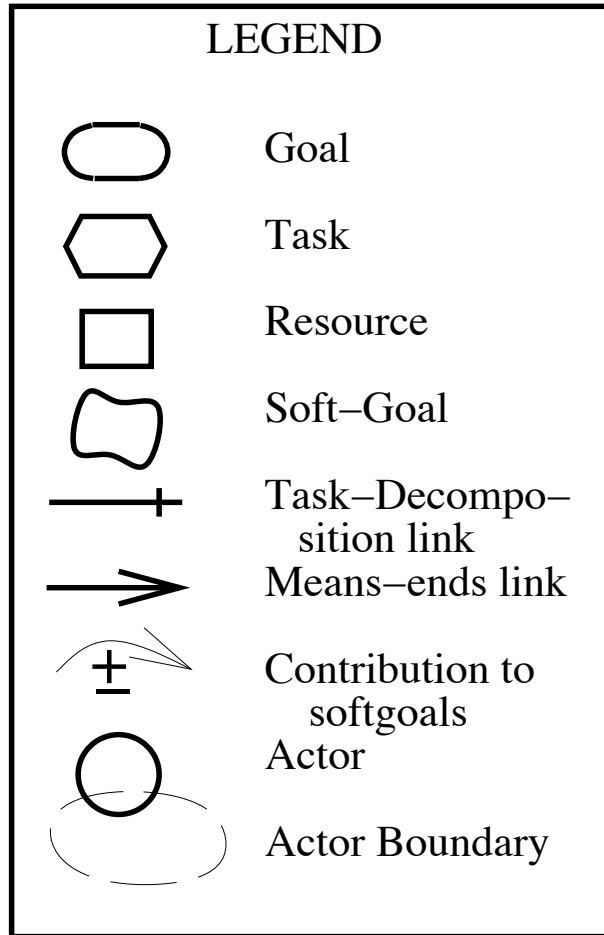 LEGEND
Goal
Task
Resource
Soft−Goal
Task−Decompo−
sition link
Means−ends link
±
Contribution to
softgoals
Actor
Actor Boundary